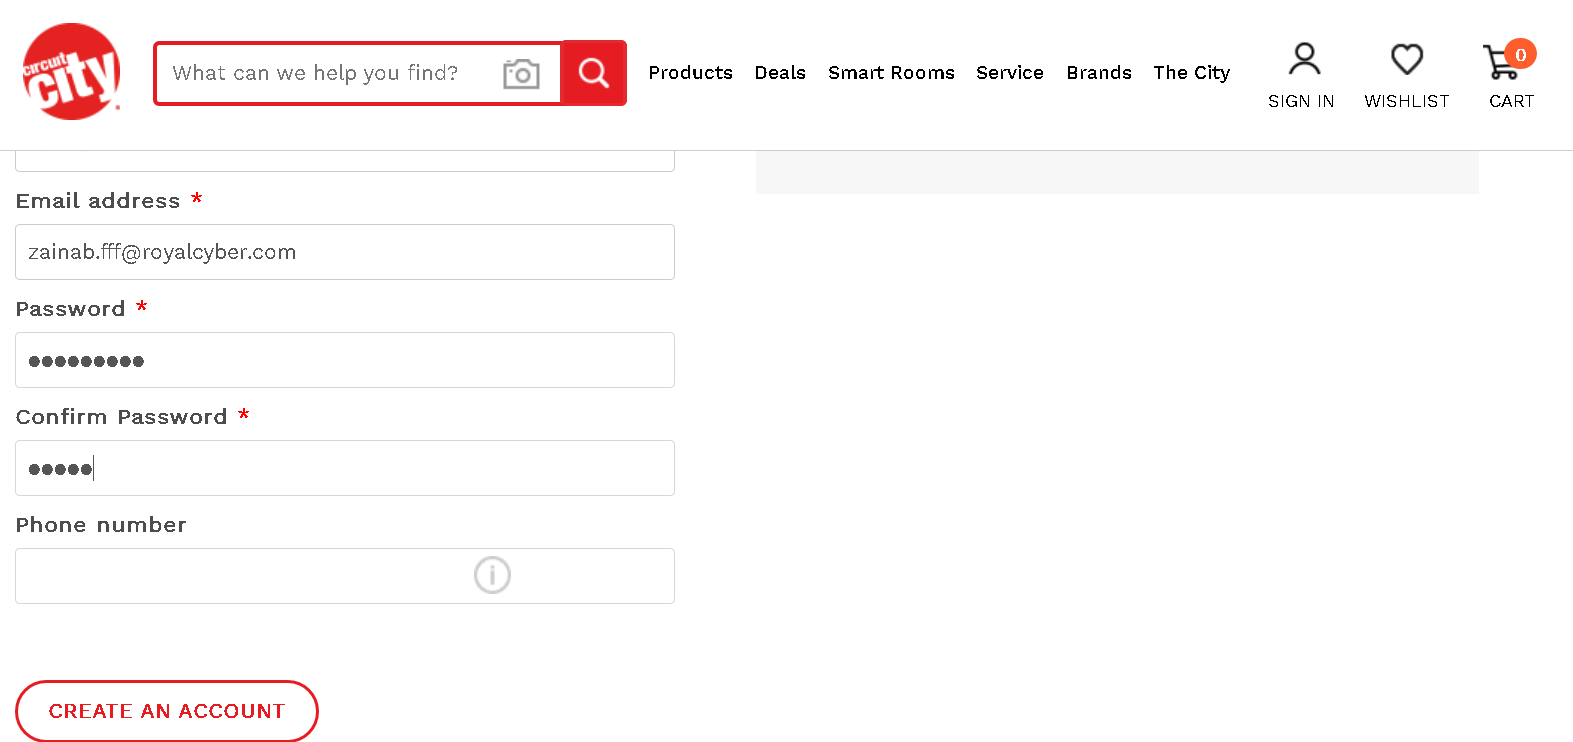 circuit
city
What can we help you find?
Products Deals Smart Rooms Service Brands The City
SIGN IN WISHLIST 0 CART
Email address *
zainab.fff@royalcyber.com
Password *
●●●●●●●●●
Confirm Password *
●●●●●
Phone number
CREATE AN ACCOUNT